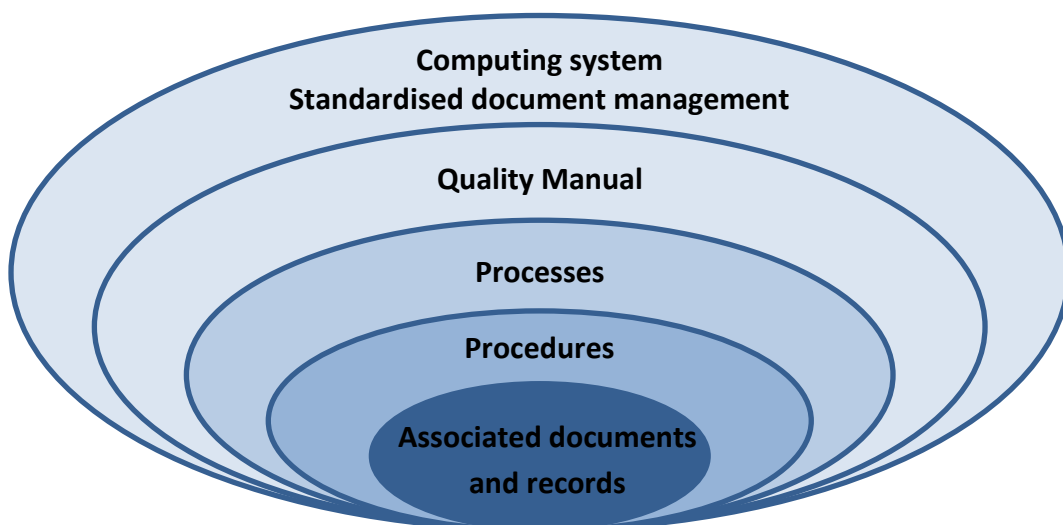 Computing system
Standardised document management
Quality Manual
Processes
Procedures
Associated documents
and records